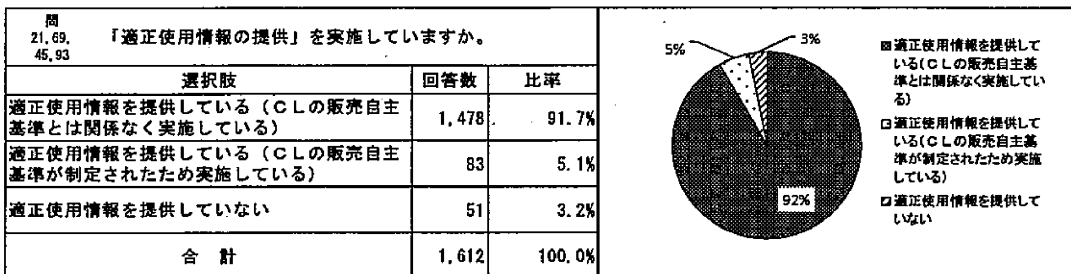 問
21, 69,
45, 93
「適正使用情報の提供」を実施していますか。
選択肢 回答数 比率
適正使用情報を提供している（ＣＬの販売自主
基準とは関係なく実施している） 1,478 91.7%
適正使用情報を提供している（ＣＬの販売自主
基準が制定されたため実施している） 83 5.1%
適正使用情報を提供していない 51 3.2%
合 計 1,612 100.0%
5%
3%
92%
適正使用情報を提供して
いる(ＣＬの販売自主基
準とは関係なく実施してい
る)
適正使用情報を提供して
いる(ＣＬの販売自主基
準が制定されたため実施
している)
適正使用情報を提供して
いない